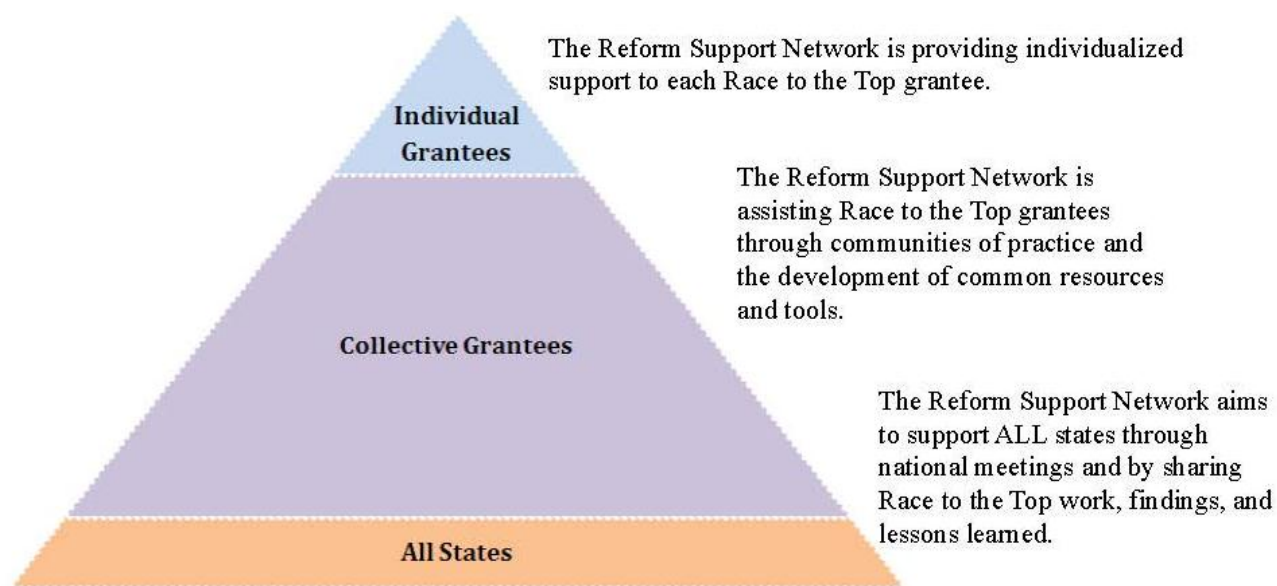 The Reform Support Network is providing individualized
support to each Race to the Top grantee.
Individual
Grantees
The Reform Support Network is
assisting Race to the Top grantees
through communities of practice and
the development of common resources
and tools.
Collective Grantees
The Reform Support Network aims
to support ALL states through
national meetings and by sharing
Race to the Top work, findings, and
lessons learned.
All States